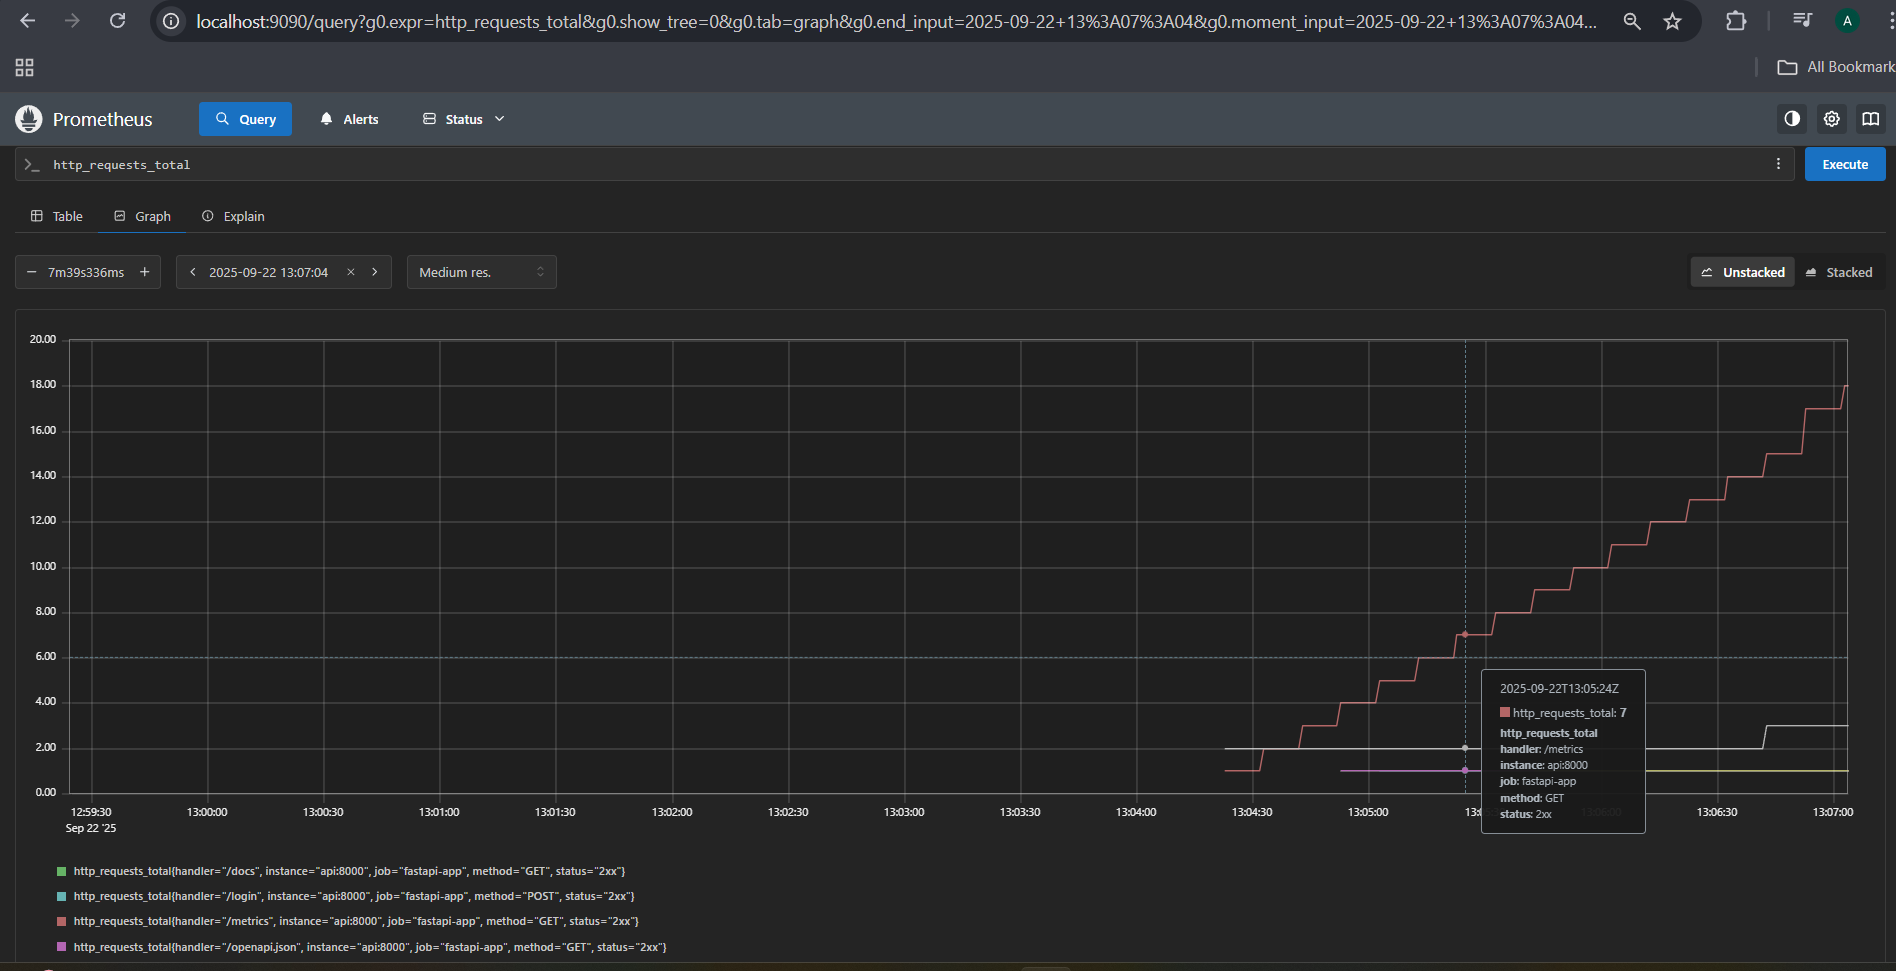 localhost:9090/query?g0.expr=http_requests_total&g0.show_tree=0&g0.tab=graph&g0.end_input=2025-09-22+13%3A07%3A04&g0.moment_input=2025-09-22+13%3A07%3A04...
A
All Bookmark
Prometheus
Query
Alerts
Status
>_ http_requests_total
Execute
Table
Graph
Explain
− 7m39s336ms +
2025-09-22 13:07:04
Medium res.
Unstacked
Stacked
20.00
18.00
16.00
14.00
12.00
10.00
8.00
6.00
4.00
2.00
0.00
2025-09-22T13:05:24Z
http_requests_total: 7
http_requests_total
handler: /metrics
instance: api:8000
job: fastapi-app
method: GET
status: 2xx
12:59:30 13:00:00 13:00:30 13:01:00 13:01:30 13:02:00 13:02:30 13:03:00 13:03:30 13:04:00 13:04:30 13:05:00 13:06:00 13:06:30 13:07:00
Sep 22 '25
http_requests_total{handler="/docs", instance="api:8000", job="fastapi-app", method="GET", status="2xx"}
http_requests_total{handler="/login", instance="api:8000", job="fastapi-app", method="POST", status="2xx"}
http_requests_total{handler="/metrics", instance="api:8000", job="fastapi-app", method="GET", status="2xx"}
http_requests_total{handler="/openapi.json", instance="api:8000", job="fastapi-app", method="GET", status="2xx"}